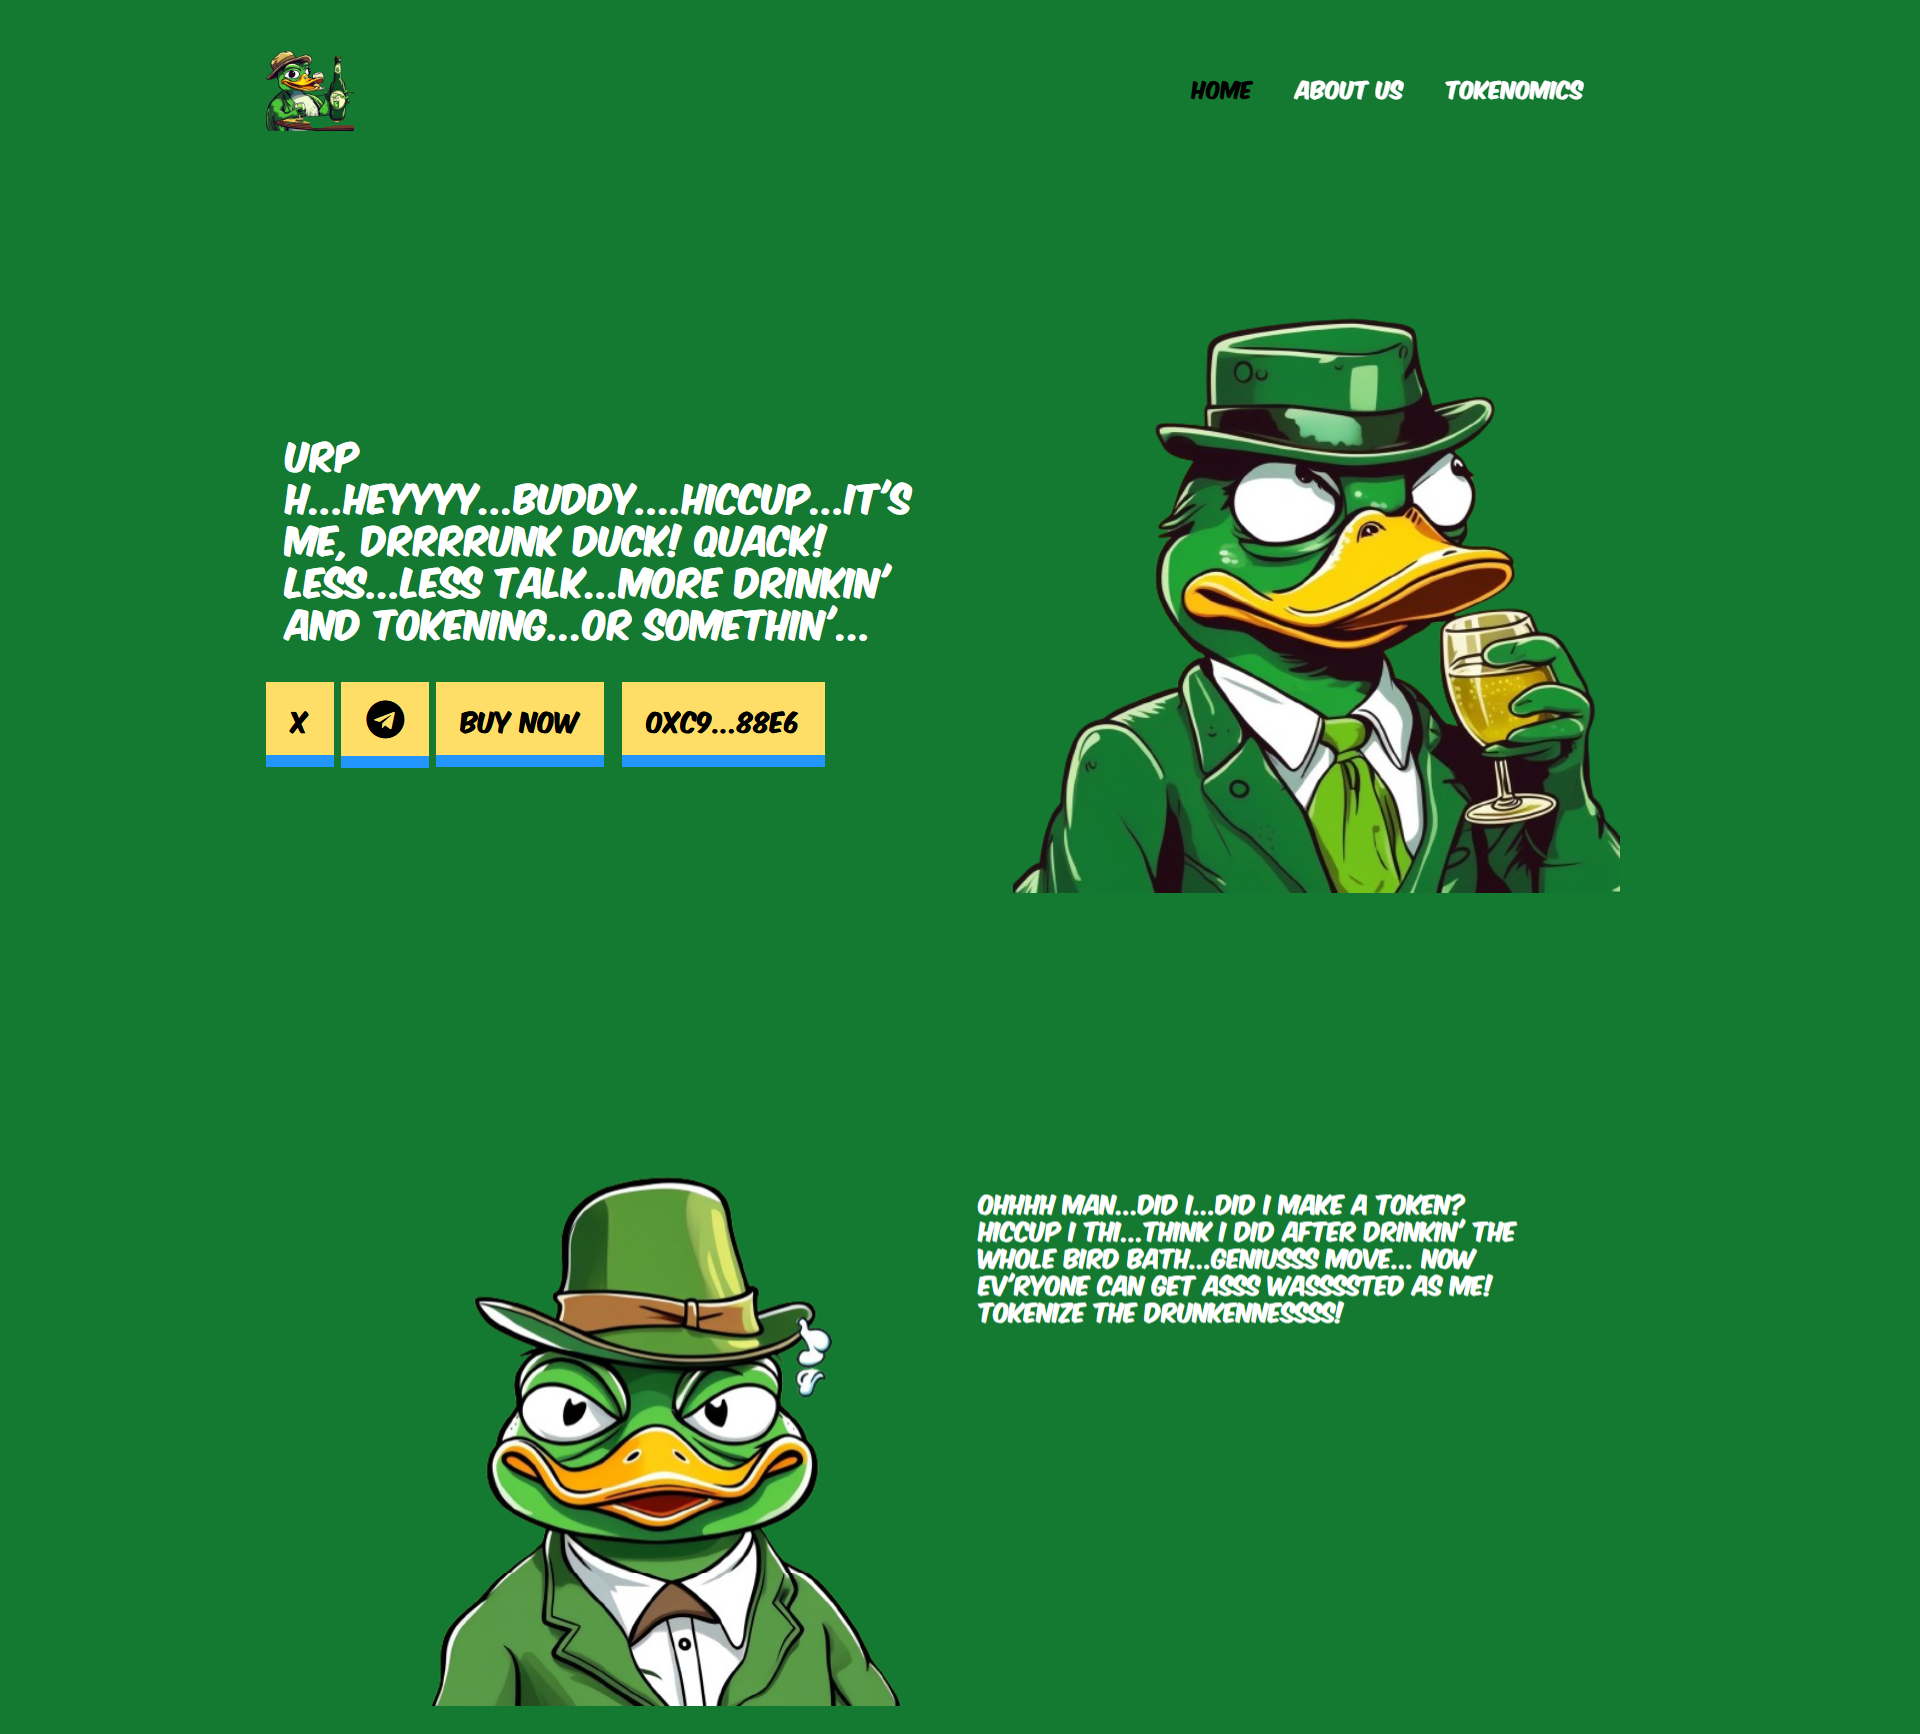 HOME ABOUT US TOKENOMICS
URP
H...HEYYYY...BUDDY....HICCUP...IT'S
ME, DRRRRUNK DUCK! QUACK!
LESS...LESS TALK...MORE DRINKIN'
AND TOKENING...OR SOMETHIN'...
X
BUY NOW
0XC9...88E6
OHHHH MAN...DID I...DID I MAKE A TOKEN?
HICCUP I THI...THINK I DID AFTER DRINKIN' THE
WHOLE BIRD BATH...GENIUSSS MOVE... NOW
EV'RYONE CAN GET ASSS WASSSSTED AS ME!
TOKENIZE THE DRUNKENNESSSS!